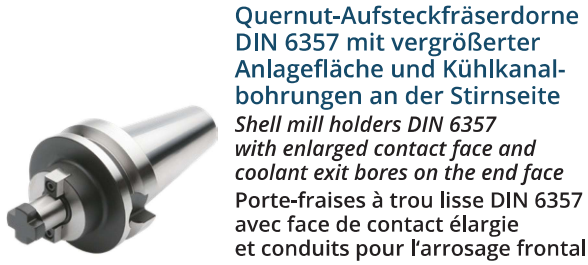 Quernut-Aufsteckfräserdorne
DIN 6357 mit vergrößerter
Anlagefläche und Kühlkanal-
bohrungen an der Stirnseite
Shell mill holders DIN 6357
with enlarged contact face and
coolant exit bores on the end face
Porte-fraises à trou lisse DIN 6357
avec face de contact élargie
et conduits pour l‘arrosage frontal